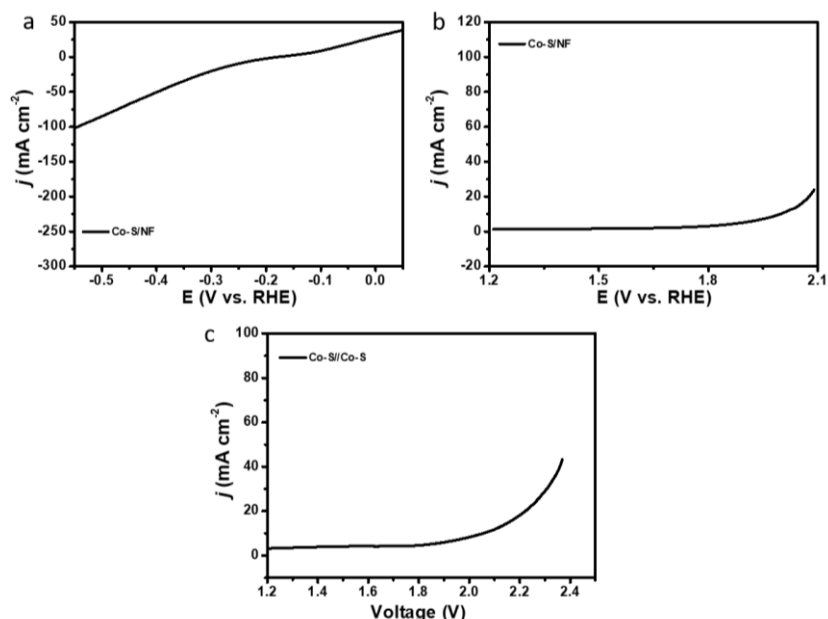 a
50
0
-50
-100
-150
-200
-250
-300
j (mA cm-2)
Co-S/NF
-0.5 -0.4 -0.3 -0.2 -0.1 0.0
E (V vs. RHE)
b
120
100
80
60
40
20
0
-20
j (mA cm-2)
Co-S/NF
1.2 1.5 1.8 2.1
E (V vs. RHE)
c
100
80
60
40
20
0
j (mA cm-2)
Co-S//Co-S
1.2 1.4 1.6 1.8 2.0 2.2 2.4
Voltage (V)